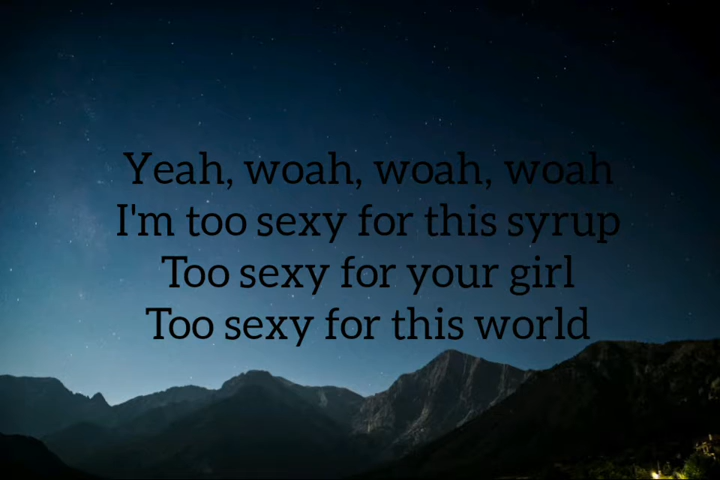 Yeah, woah, woah, woah
I'm too sexy for this syrup
Too sexy for your girl
Too sexy for this world